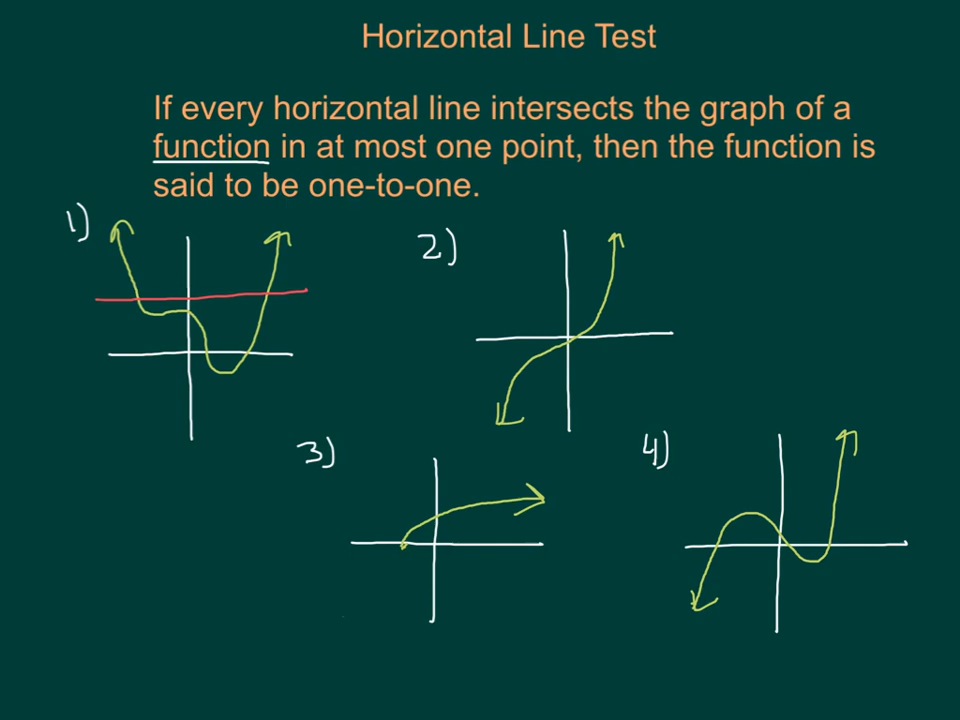 Horizontal Line Test
If every horizontal line intersects the graph of a
function in at most one point, then the function is
said to be one-to-one.
1)
2)
3)
4)